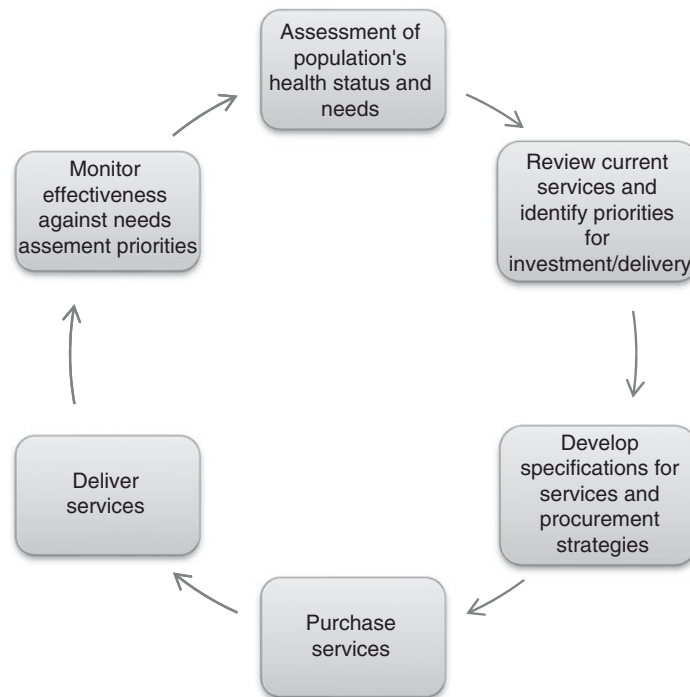 Assessment of
population's
health status and
needs
Review current
services and
identify priorities
for
investment/delivery
Develop
specifications for
services and
procurement
strategies
Purchase
services
Deliver
services
Monitor
effectiveness
against needs
assement priorities